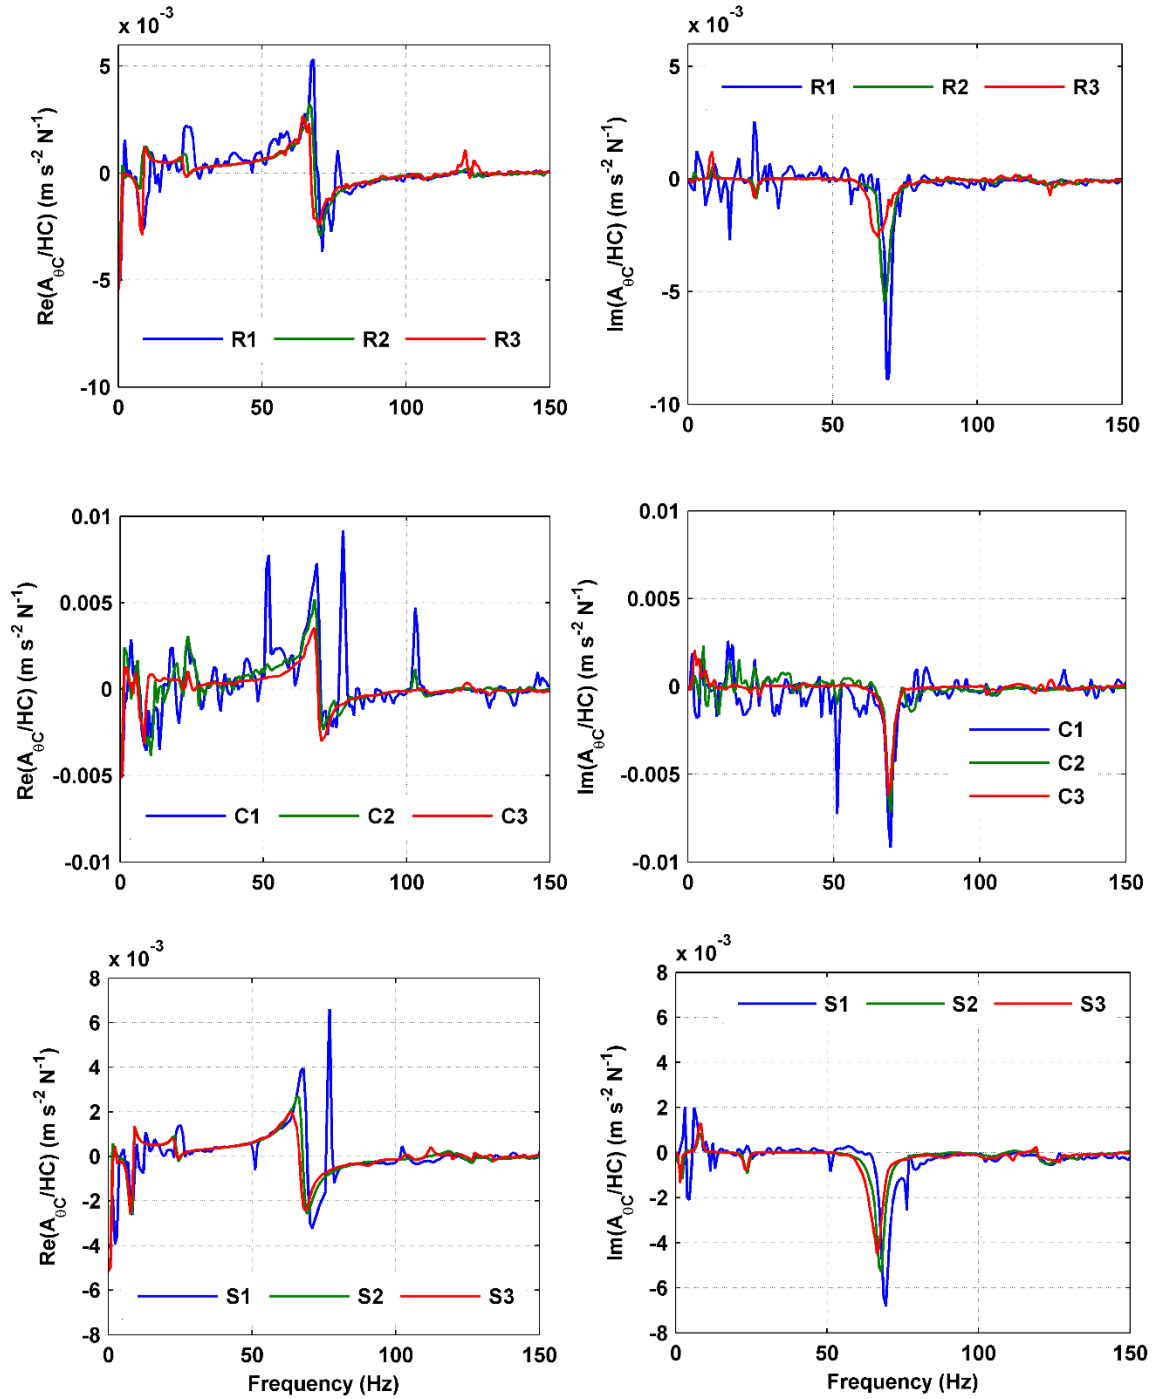 x 10-3
5
0
-5
-10
0 50 100 150
Re(AθC/HC) (m s-2 N-1)
R1 R2 R3
x 10-3
5
0
-5
-10
0 50 100 150
Im(AθC/HC) (m s-2 N-1)
R1 R2 R3
0.01
0.005
0
-0.005
-0.01
0 50 100 150
Re(AθC/HC) (m s-2 N-1)
C1 C2 C3
0.01
0.005
0
-0.005
-0.01
0 50 100 150
Im(AθC/HC) (m s-2 N-1)
C1
C2
C3
x 10-3
8
6
4
2
0
-2
-4
-6
-8
0 50 100 150
Re(AθC/HC) (m s-2 N-1)
S1 S2 S3
Frequency (Hz)
x 10-3
8
6
4
2
0
-2
-4
-6
-8
0 50 100 150
Im(AθC/HC) (m s-2 N-1)
S1 S2 S3
Frequency (Hz)